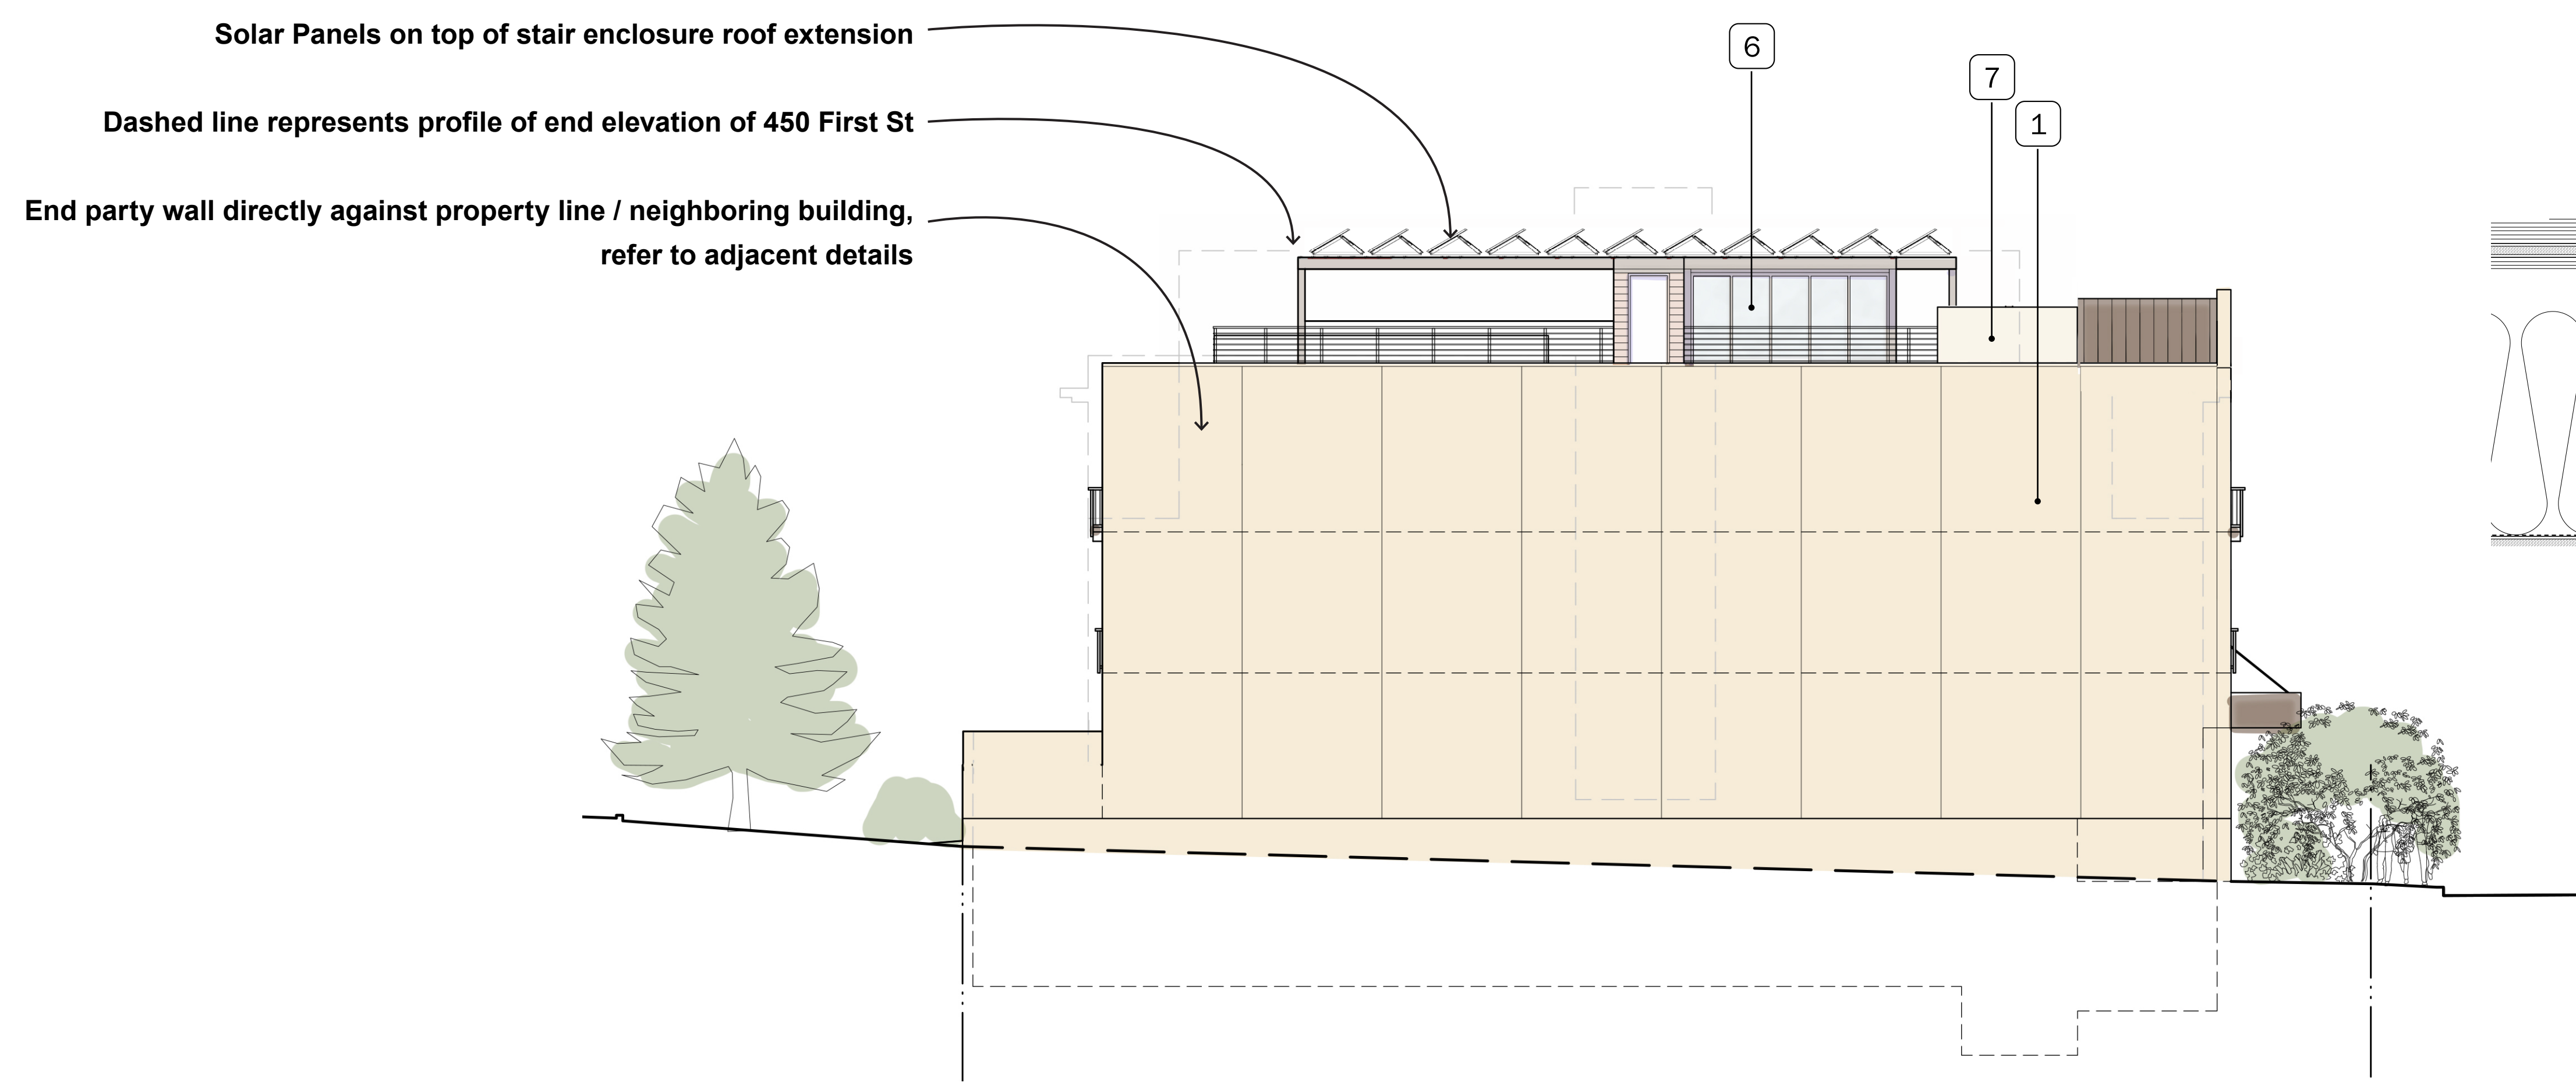 Solar Panels on top of stair enclosure roof extension
Dashed line represents profile of end elevation of 450 First St
End party wall directly against property line / neighboring building,
refer to adjacent details
6
7
1